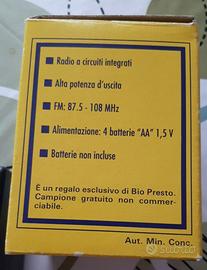 Radio a circuiti integrati
Alta potenza d'uscita
FM: 87.5 - 108 MHz
Alimentazione: 4 batterie "AA" 1,5 V
Batterie non incluse
È un regalo esclusivo di Bio Presto.
Campione gratuito non commer-
ciabile.
Aut. Min. Conc.
subito